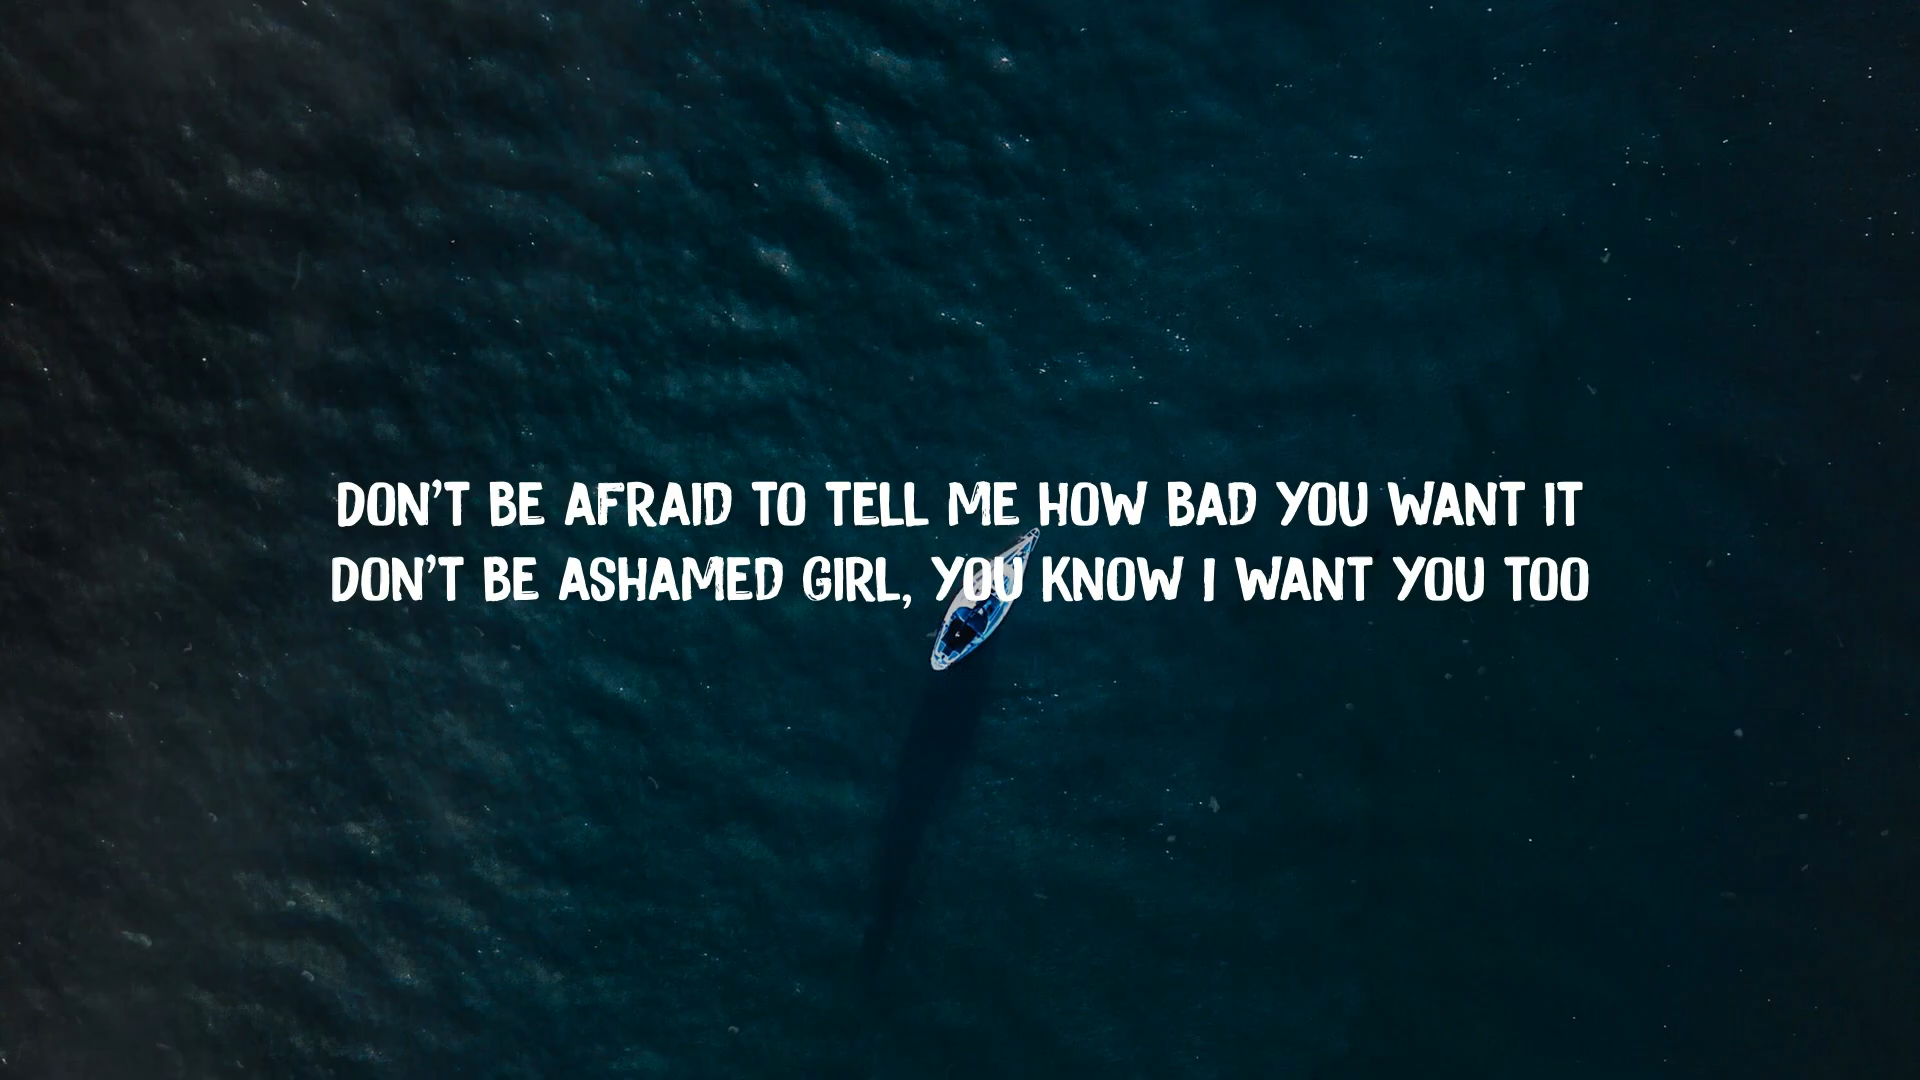 DON'T BE AFRAID TO TELL ME HOW BAD YOU WANT IT
DON'T BE ASHAMED GIRL, YOU KNOW I WANT YOU TOO